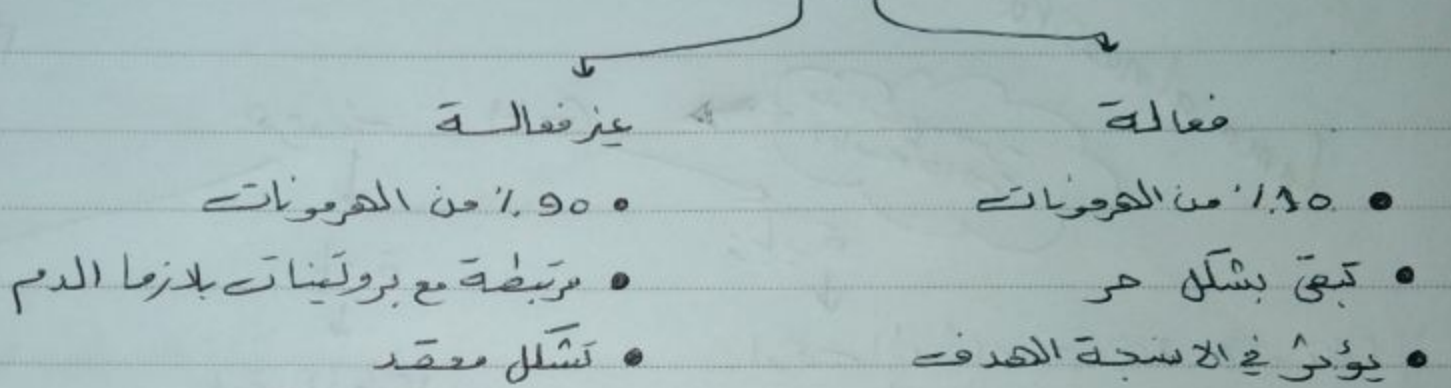 فعالة
غير فعالة
• 10٪ من الهرمونات
• 90٪ من الهرمونات
• تبقى بشكل حر
• مرتبطة مع بروتينات بلازما الدم
• يؤثر في الانسجة الهدف
• تشكل معقد